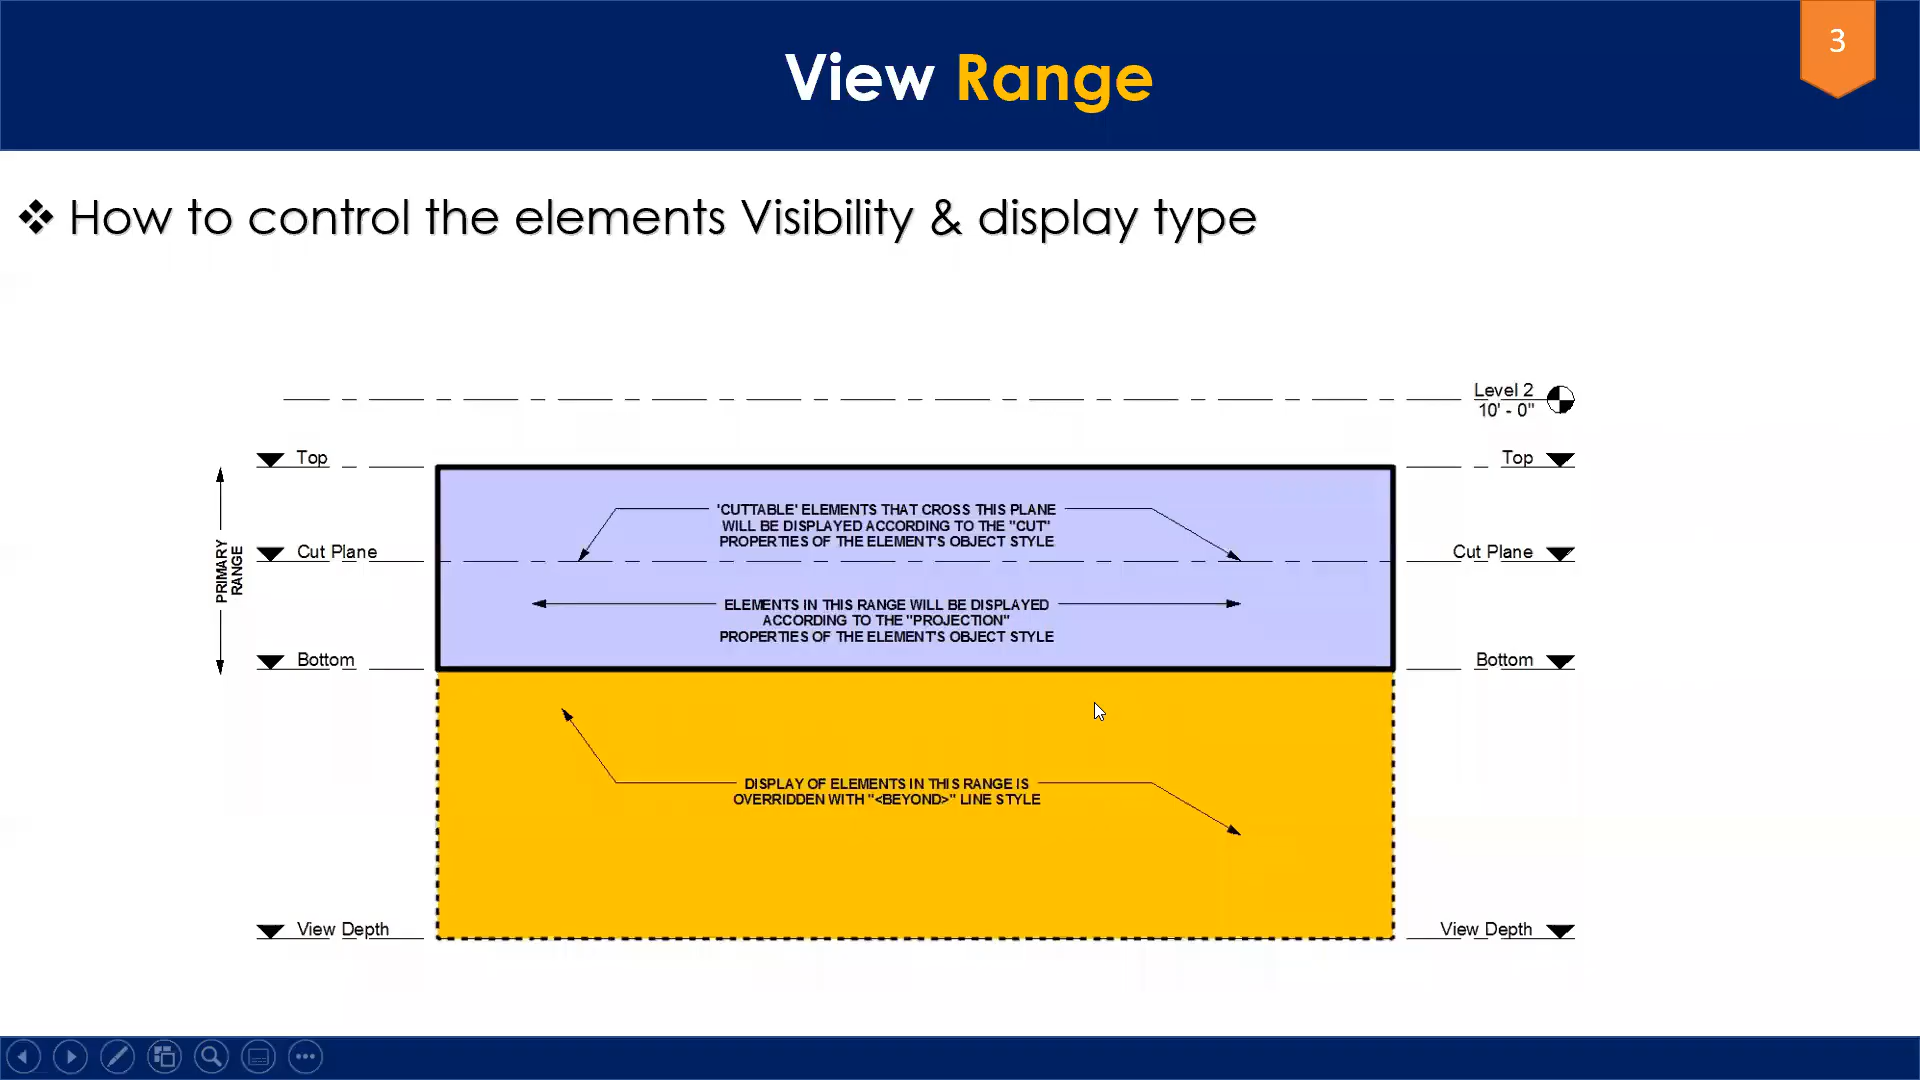 3
View Range
How to control the elements Visibility & display type
Level 2
10' - 0"
Top
Top
'CUTTABLE' ELEMENTS THAT CROSS THIS PLANE
WILL BE DISPLAYED ACCORDING TO THE "CUT"
PROPERTIES OF THE ELEMENT'S OBJECT STYLE
PRIMARY
RANGE
Cut Plane
Cut Plane
ELEMENTS IN THIS RANGE WILL BE DISPLAYED
ACCORDING TO THE "PROJECTION"
PROPERTIES OF THE ELEMENT'S OBJECT STYLE
Bottom
Bottom
DISPLAY OF ELEMENTS IN THIS RANGE IS
OVERRIDDEN WITH "<BEYOND>" LINE STYLE
View Depth
View Depth